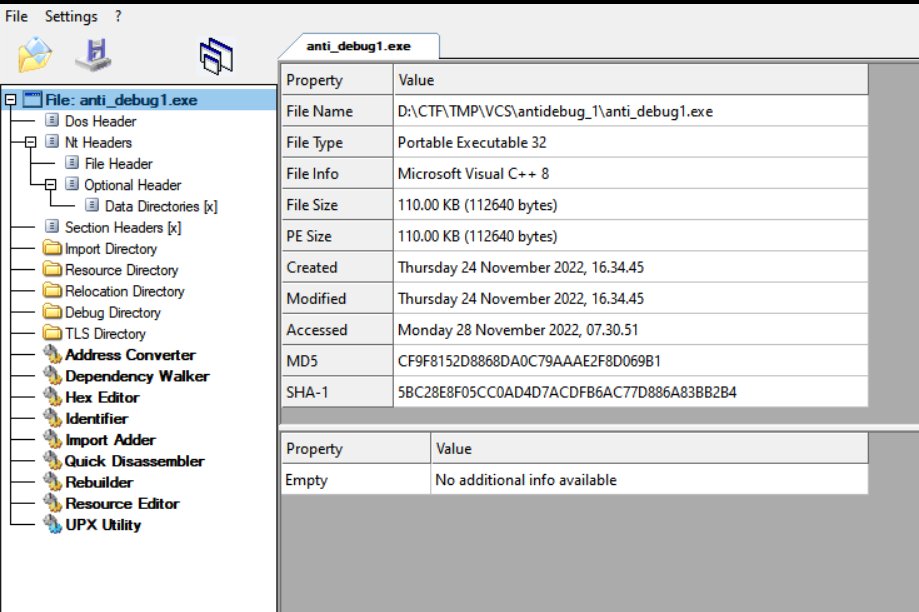 File Settings ?
anti_debug1.exe
File: anti_debug1.exe
Dos Header
Nt Headers
File Header
Optional Header
Data Directories [x]
Section Headers [x]
Import Directory
Resource Directory
Relocation Directory
Debug Directory
TLS Directory
Address Converter
Dependency Walker
Hex Editor
Identifier
Import Adder
Quick Disassembler
Rebuilder
Resource Editor
UPX Utility
Property Value
File Name D:\CTF\TMP\VCS\antidebug_1\anti_debug1.exe
File Type Portable Executable 32
File Info Microsoft Visual C++ 8
File Size 110.00 KB (112640 bytes)
PE Size 110.00 KB (112640 bytes)
Created Thursday 24 November 2022, 16.34.45
Modified Thursday 24 November 2022, 16.34.45
Accessed Monday 28 November 2022, 07.30.51
MD5 CF9F8152D8868DA0C79AAAE2F8D069B1
SHA-1 5BC28E8F05CC0AD4D7ACDFB6AC77D886A83BB2B4
Property Value
Empty No additional info available